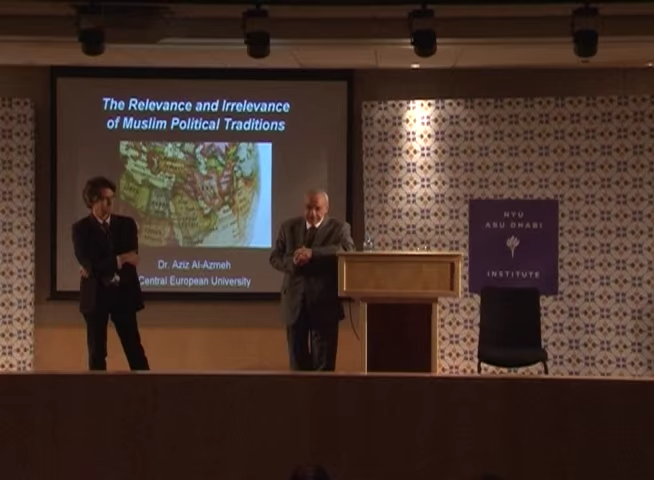 The Relevance and Irrelevance
of Muslim Political Traditions
Dr. Aziz Al-Azmeh
Central European University
NYU
ABU DHABI
INSTITUTE